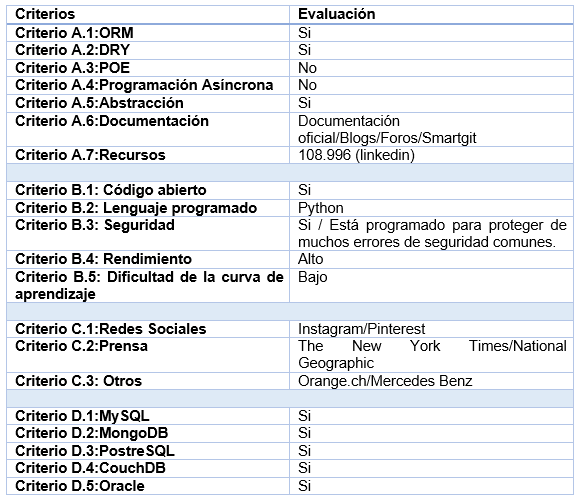 Criterios Evaluación
Criterio A.1:ORM Si
Criterio A.2:DRY Si
Criterio A.3:POE No
Criterio A.4:Programación Asíncrona No
Criterio A.5:Abstracción Si
Criterio A.6:Documentación Documentación
oficial/Blogs/Foros/Smartgit
Criterio A.7:Recursos 108.996 (linkedin)
Criterio B.1: Código abierto Si
Criterio B.2: Lenguaje programado Python
Criterio B.3: Seguridad Si / Está programado para proteger de
muchos errores de seguridad comunes.
Criterio B.4: Rendimiento Alto
Criterio B.5: Dificultad de la curva de Bajo
aprendizaje
Criterio C.1:Redes Sociales Instagram/Pinterest
Criterio C.2:Prensa The New York Times/National
Geographic
Criterio C.3: Otros Orange.ch/Mercedes Benz
Criterio D.1:MySQL Si
Criterio D.2:MongoDB Si
Criterio D.3:PostreSQL Si
Criterio D.4:CouchDB Si
Criterio D.5:Oracle Si